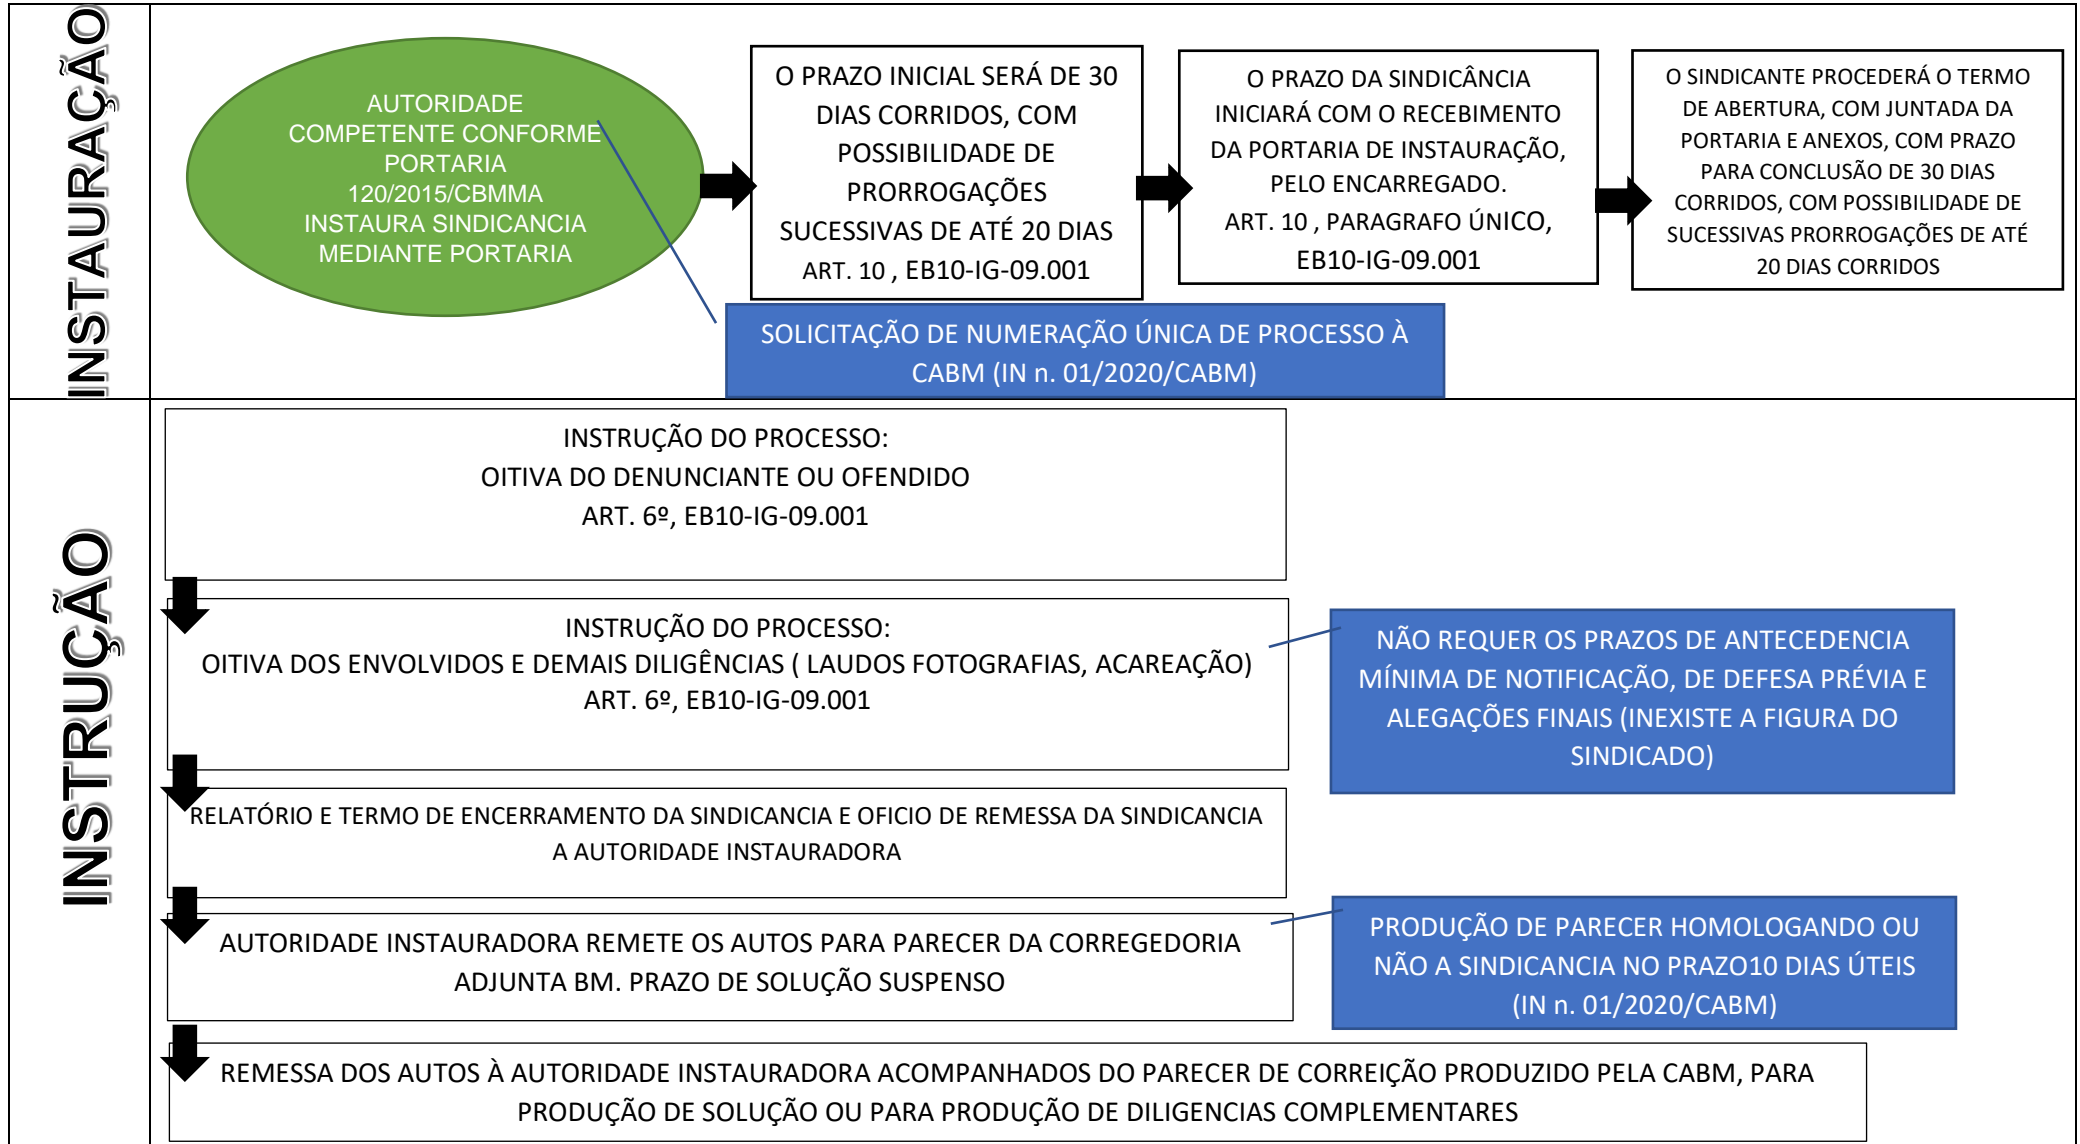 INSTAURAÇÃO
AUTORIDADE
COMPETENTE CONFORME
PORTARIA
120/2015/CBMMA
INSTAURA SINDICANCIA
MEDIANTE PORTARIA
O PRAZO INICIAL SERÁ DE 30
DIAS CORRIDOS, COM
POSSIBILIDADE DE
PRORROGAÇÕES
SUCESSIVAS DE ATÉ 20 DIAS
ART. 10 , EB10-IG-09.001
O PRAZO DA SINDICÂNCIA
INICIARÁ COM O RECEBIMENTO
DA PORTARIA DE INSTAURAÇÃO,
PELO ENCARREGADO.
ART. 10 , PARAGRAFO ÚNICO,
EB10-IG-09.001
O SINDICANTE PROCEDERÁ O TERMO
DE ABERTURA, COM JUNTADA DA
PORTARIA E ANEXOS, COM PRAZO
PARA CONCLUSÃO DE 30 DIAS
CORRIDOS, COM POSSIBILIDADE DE
SUCESSIVAS PRORROGAÇÕES DE ATÉ
20 DIAS CORRIDOS
SOLICITAÇÃO DE NUMERAÇÃO ÚNICA DE PROCESSO À
CABM (IN n. 01/2020/CABM)
INSTRUÇÃO
INSTRUÇÃO DO PROCESSO:
OITIVA DO DENUNCIANTE OU OFENDIDO
ART. 6º, EB10-IG-09.001
INSTRUÇÃO DO PROCESSO:
OITIVA DOS ENVOLVIDOS E DEMAIS DILIGÊNCIAS ( LAUDOS FOTOGRAFIAS, ACAREAÇÃO)
ART. 6º, EB10-IG-09.001
NÃO REQUER OS PRAZOS DE ANTECEDENCIA
MÍNIMA DE NOTIFICAÇÃO, DE DEFESA PRÉVIA E
ALEGAÇÕES FINAIS (INEXISTE A FIGURA DO
SINDICADO)
RELATÓRIO E TERMO DE ENCERRAMENTO DA SINDICANCIA E OFICIO DE REMESSA DA SINDICANCIA
A AUTORIDADE INSTAURADORA
AUTORIDADE INSTAURADORA REMETE OS AUTOS PARA PARECER DA CORREGEDORIA
ADJUNTA BM. PRAZO DE SOLUÇÃO SUSPENSO
PRODUÇÃO DE PARECER HOMOLOGANDO OU
NÃO A SINDICANCIA NO PRAZO10 DIAS ÚTEIS
(IN n. 01/2020/CABM)
REMESSA DOS AUTOS À AUTORIDADE INSTAURADORA ACOMPANHADOS DO PARECER DE CORREIÇÃO PRODUZIDO PELA CABM, PARA
PRODUÇÃO DE SOLUÇÃO OU PARA PRODUÇÃO DE DILIGENCIAS COMPLEMENTARES